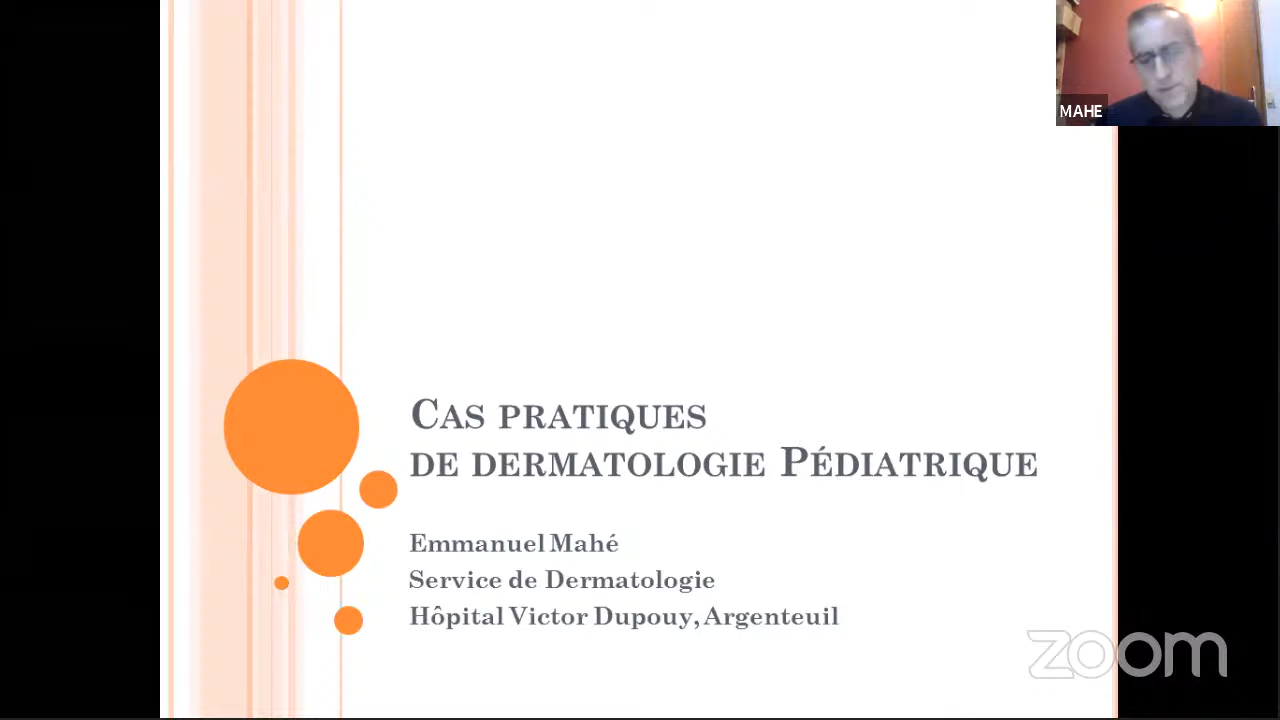 MAHE
Cas pratiques
de dermatologie Pédiatrique
Emmanuel Mahé
Service de Dermatologie
Hôpital Victor Dupouy, Argenteuil
zoom